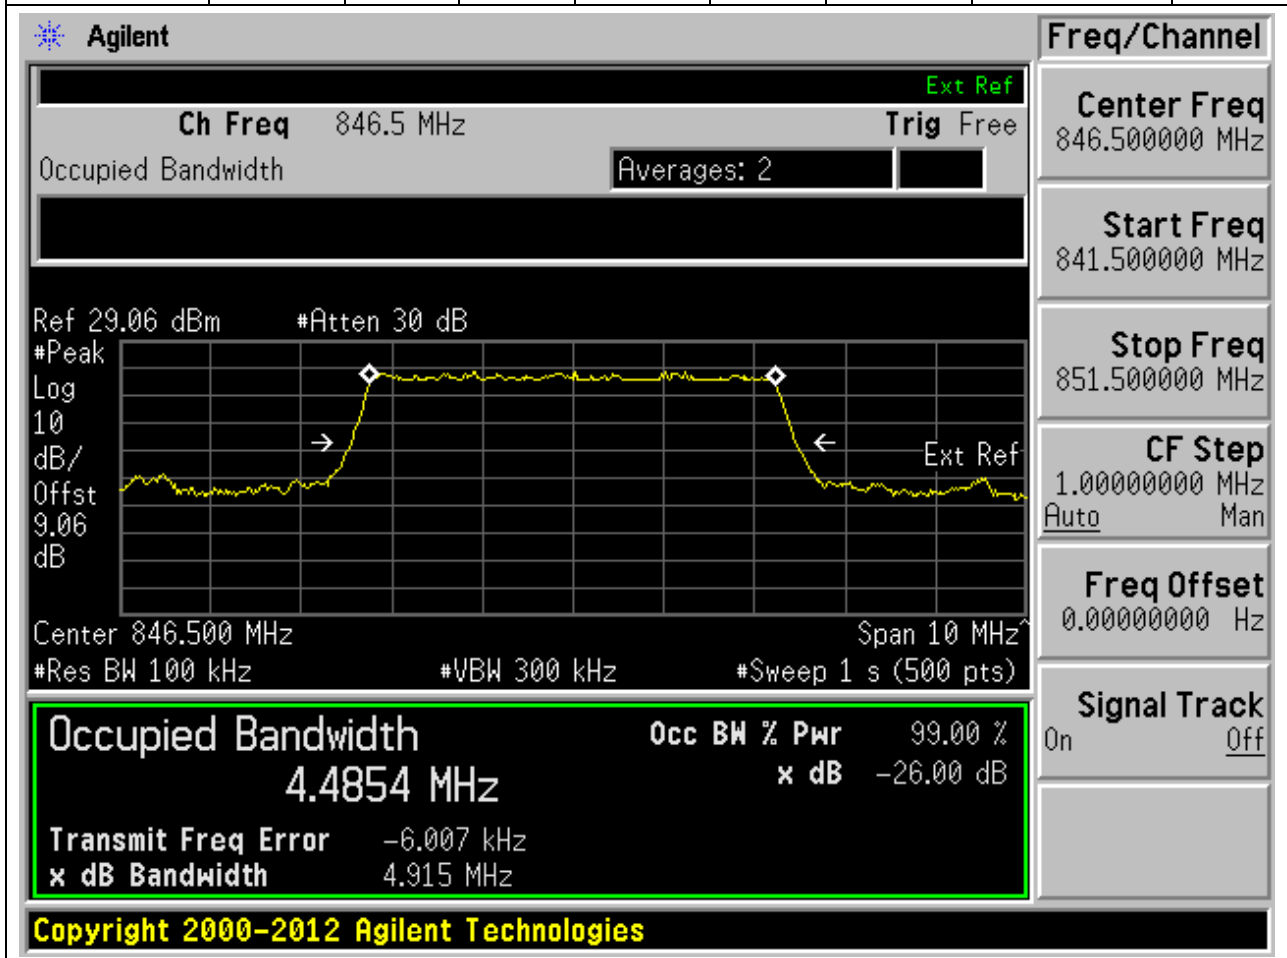 Agilent
Freq/Channel
Ext Ref
Ch Freq 846.5 MHz Trig Free
Occupied Bandwidth Averages: 2
Center Freq
846.500000 MHz
Start Freq
841.500000 MHz
Stop Freq
851.500000 MHz
CF Step
1.00000000 MHz
Auto Man
Freq Offset
0.00000000 Hz
Signal Track
On Off
Ref 29.06 dBm #Atten 30 dB
#Peak
Log
10
dB/
Offst
9.06
dB
Ext Ref
Center 846.500 MHz Span 10 MHz^
#Res BW 100 kHz #VBW 300 kHz #Sweep 1 s (500 pts)
Occupied Bandwidth Occ BW % Pwr 99.00 %
4.4854 MHz x dB -26.00 dB
Transmit Freq Error -6.007 kHz
x dB Bandwidth 4.915 MHz
Copyright 2000-2012 Agilent Technologies